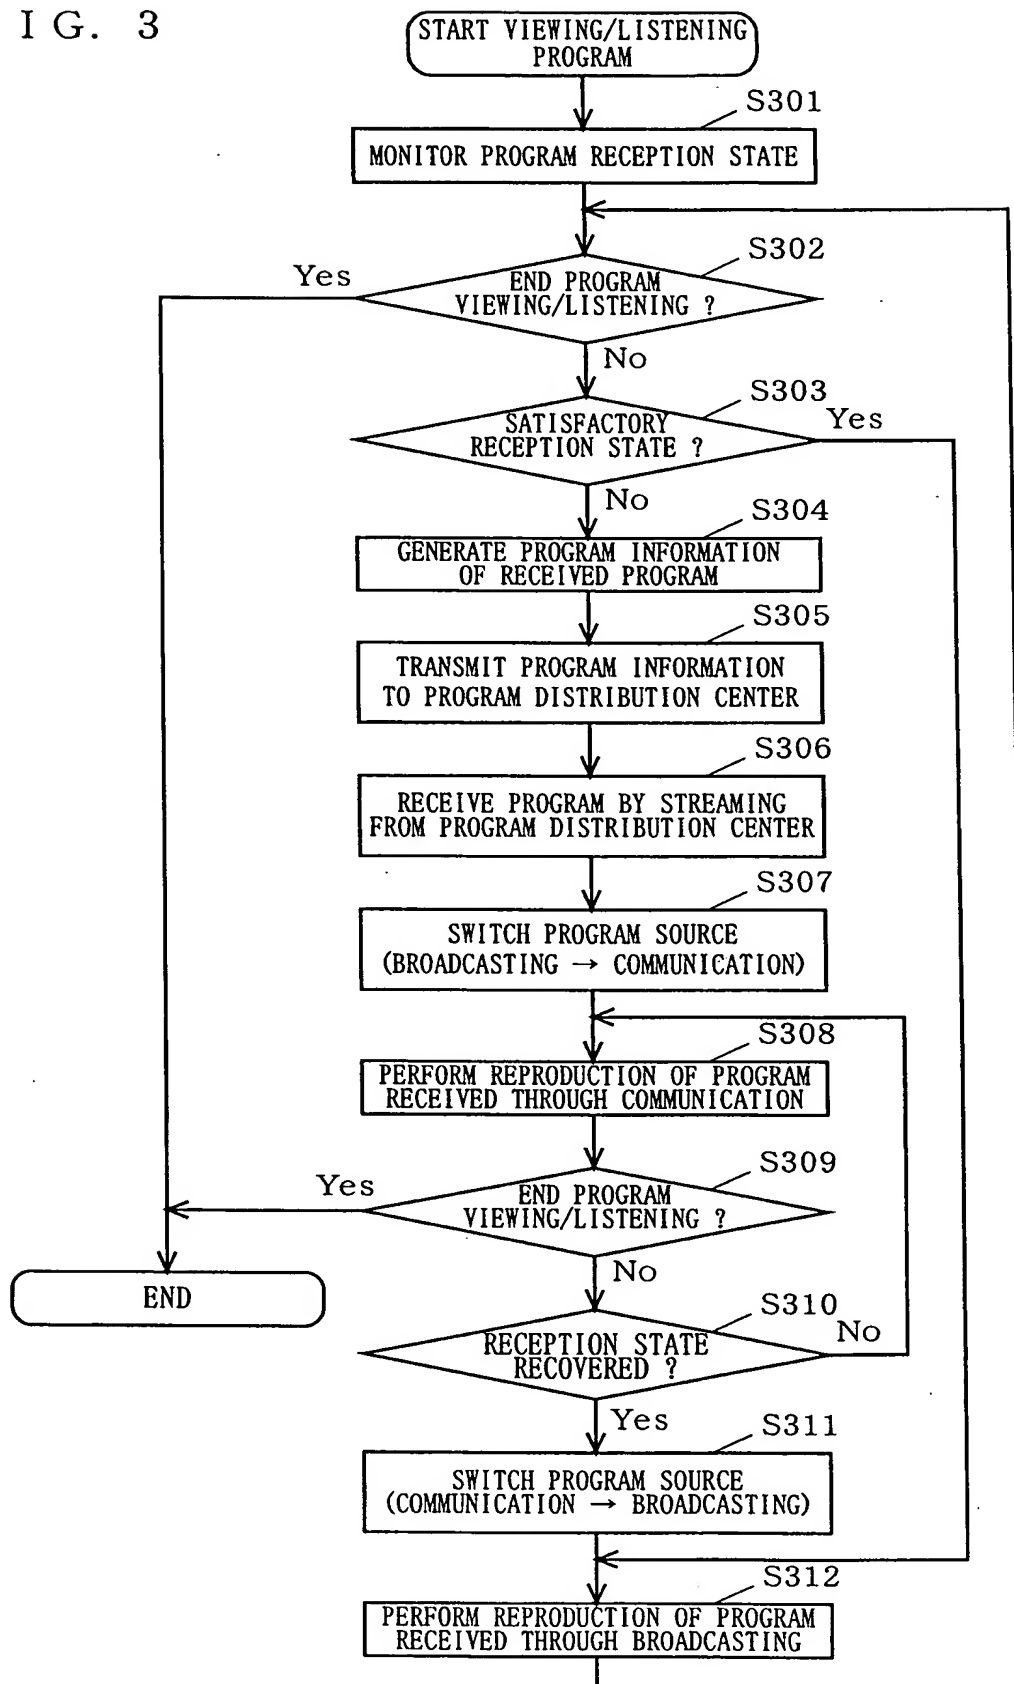 IG. 3
START VIEWING/LISTENING
PROGRAM
S301
MONITOR PROGRAM RECEPTION STATE
S302
Yes
END PROGRAM
VIEWING/LISTENING ?
No
S303
Yes
SATISFACTORY
RECEPTION STATE ?
No
S304
GENERATE PROGRAM INFORMATION
OF RECEIVED PROGRAM
S305
TRANSMIT PROGRAM INFORMATION
TO PROGRAM DISTRIBUTION CENTER
S306
RECEIVE PROGRAM BY STREAMING
FROM PROGRAM DISTRIBUTION CENTER
S307
SWITCH PROGRAM SOURCE
(BROADCASTING → COMMUNICATION)
S308
PERFORM REPRODUCTION OF PROGRAM
RECEIVED THROUGH COMMUNICATION
S309
Yes
END PROGRAM
VIEWING/LISTENING ?
No
END
S310
No
RECEPTION STATE
RECOVERED ?
Yes
S311
SWITCH PROGRAM SOURCE
(COMMUNICATION → BROADCASTING)
S312
PERFORM REPRODUCTION OF PROGRAM
RECEIVED THROUGH BROADCASTING